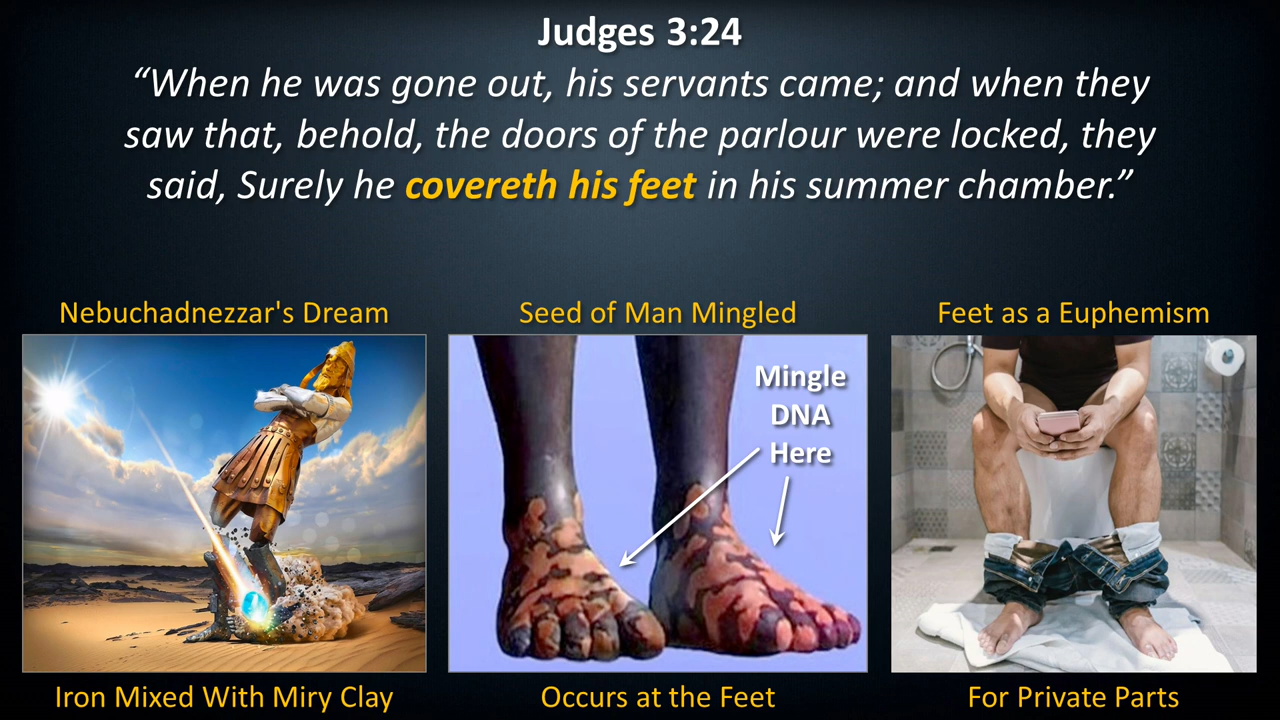 Judges 3:24
“When he was gone out, his servants came; and when they
saw that, behold, the doors of the parlour were locked, they
said, Surely he covereth his feet in his summer chamber.”
Nebuchadnezzar's Dream
Iron Mixed With Miry Clay
Seed of Man Mingled
Mingle
DNA
Here
Occurs at the Feet
Feet as a Euphemism
For Private Parts